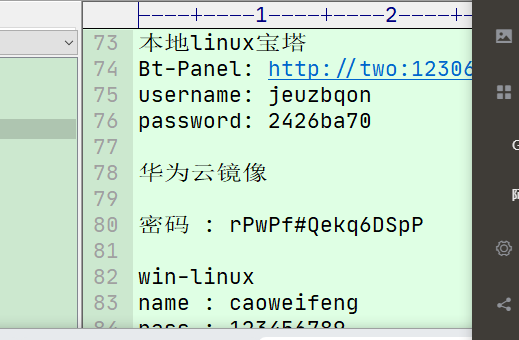 ----+----1----+----2----+
73 本地linux宝塔
74 Bt-Panel: http://two:12306
75 username: jeuzbqon
76 password: 2426ba70
77
78 华为云镜像
79
80 密码 : rPwPf#Qekq6DSpP
81
82 win-linux
83 name : caoweifeng
84 pass : 123456789